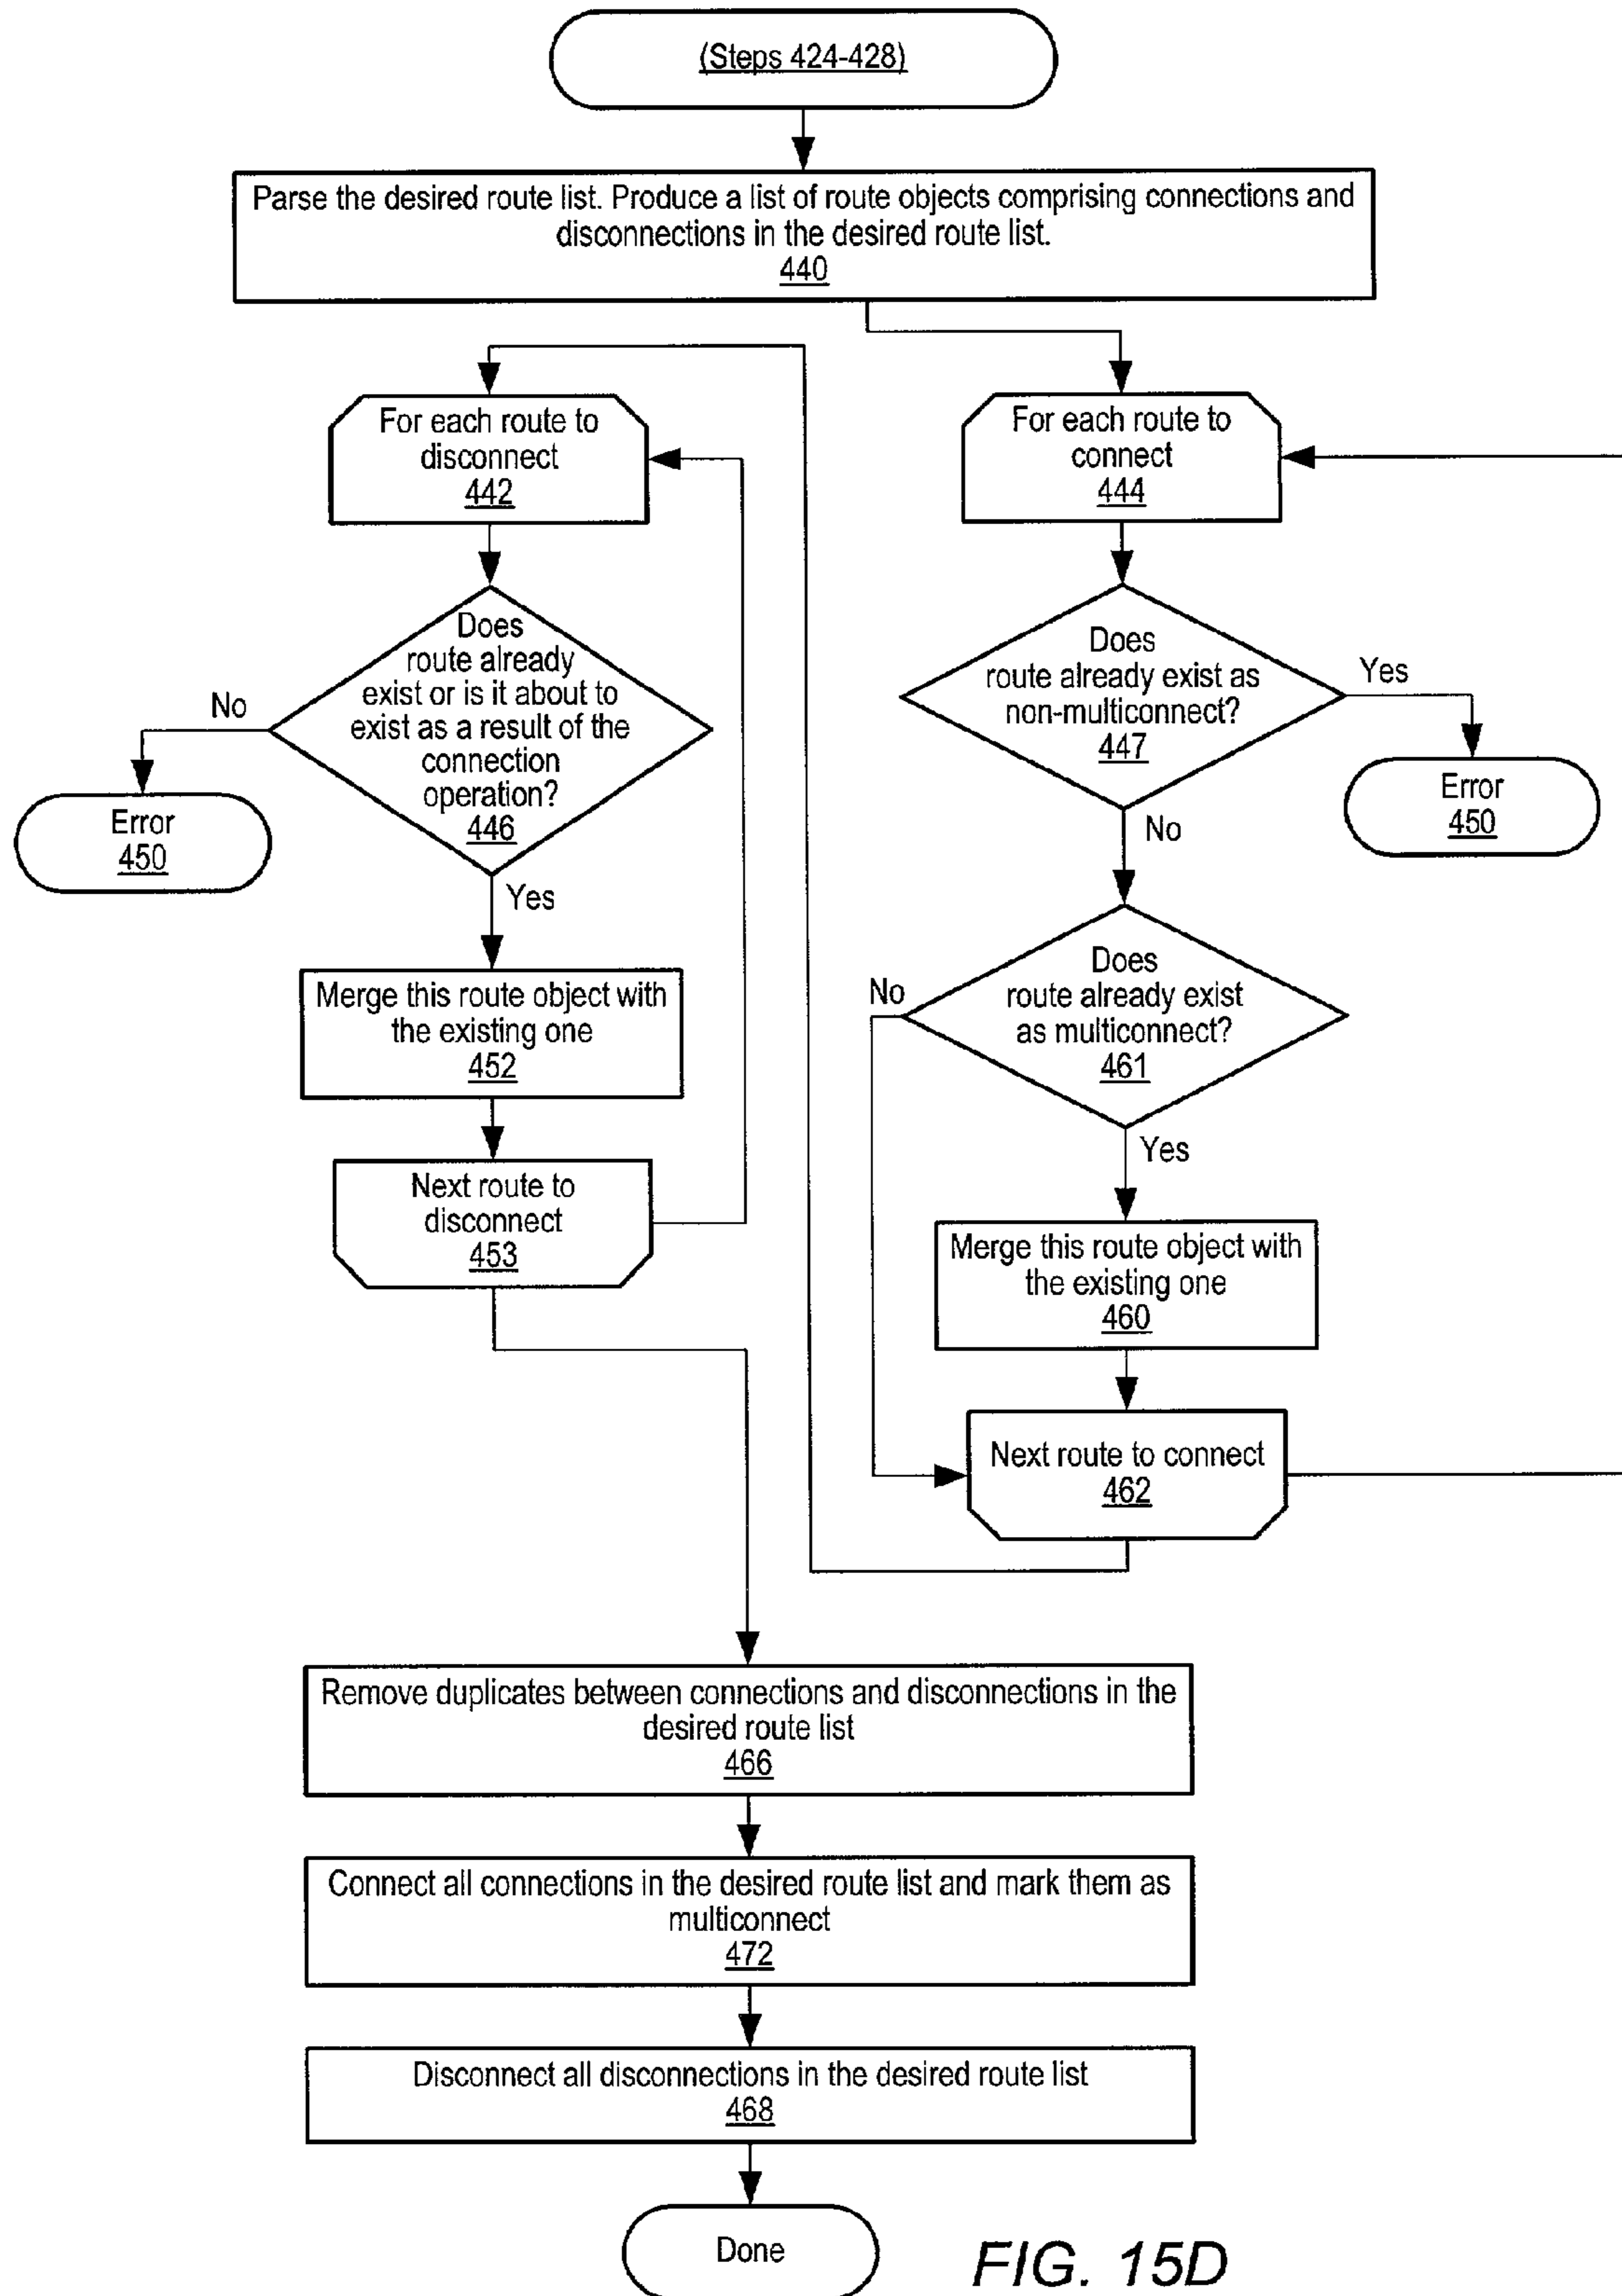 (Steps 424-428)
Parse the desired route list. Produce a list of route objects comprising connections and
disconnections in the desired route list.
440
For each route to
disconnect
442
Does
route already
exist or is it about to
exist as a result of the
connection
operation?
446
No
Error
450
Yes
Merge this route object with
the existing one
452
Next route to
disconnect
453
For each route to
connect
444
Does
route already exist as
non-multiconnect?
447
Yes
Error
450
No
Does
route already exist
as multiconnect?
461
No
Yes
Merge this route object with
the existing one
460
Next route to connect
462
Remove duplicates between connections and disconnections in the
desired route list
466
Connect all connections in the desired route list and mark them as
multiconnect
472
Disconnect all disconnections in the desired route list
468
Done
FIG. 15D